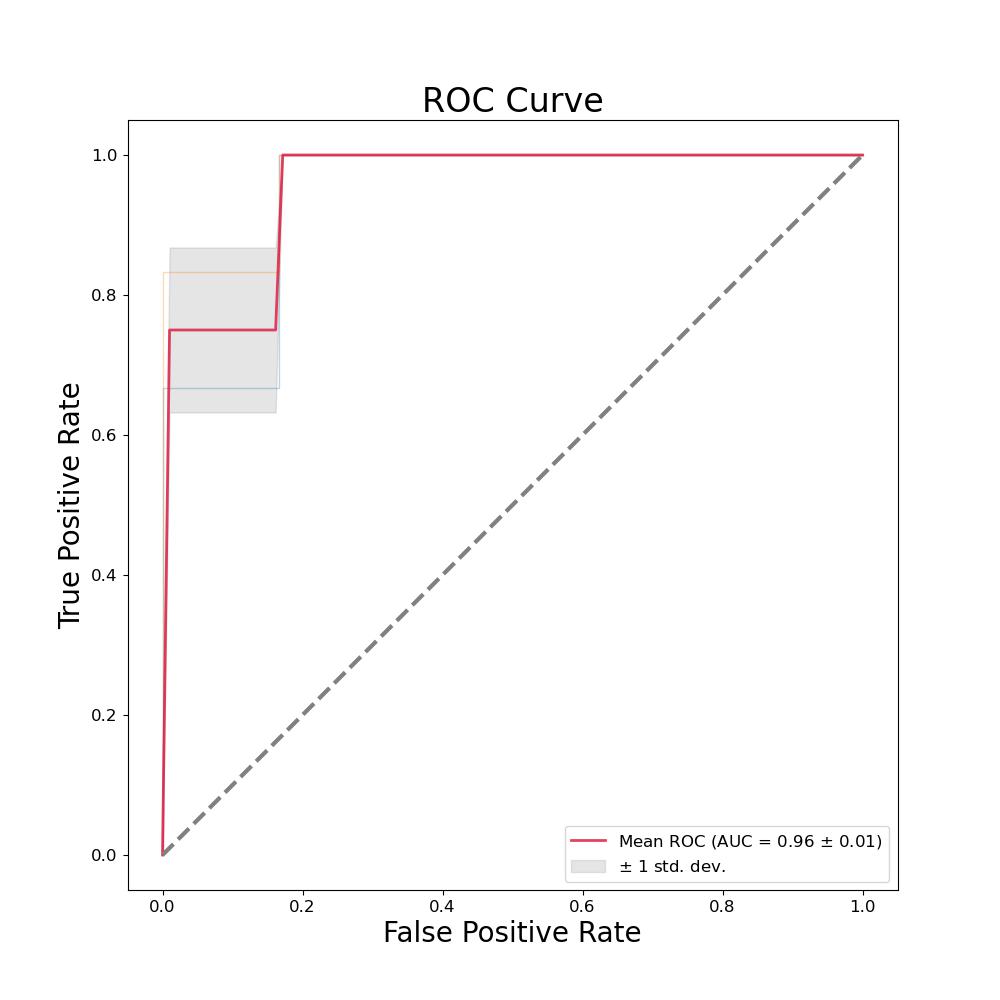 ROC Curve
True Positive Rate
1.0
0.8
0.6
0.4
0.2
0.0
Mean ROC (AUC = 0.96 ± 0.01)
± 1 std. dev.
0.0 0.2 0.4 0.6 0.8 1.0
False Positive Rate